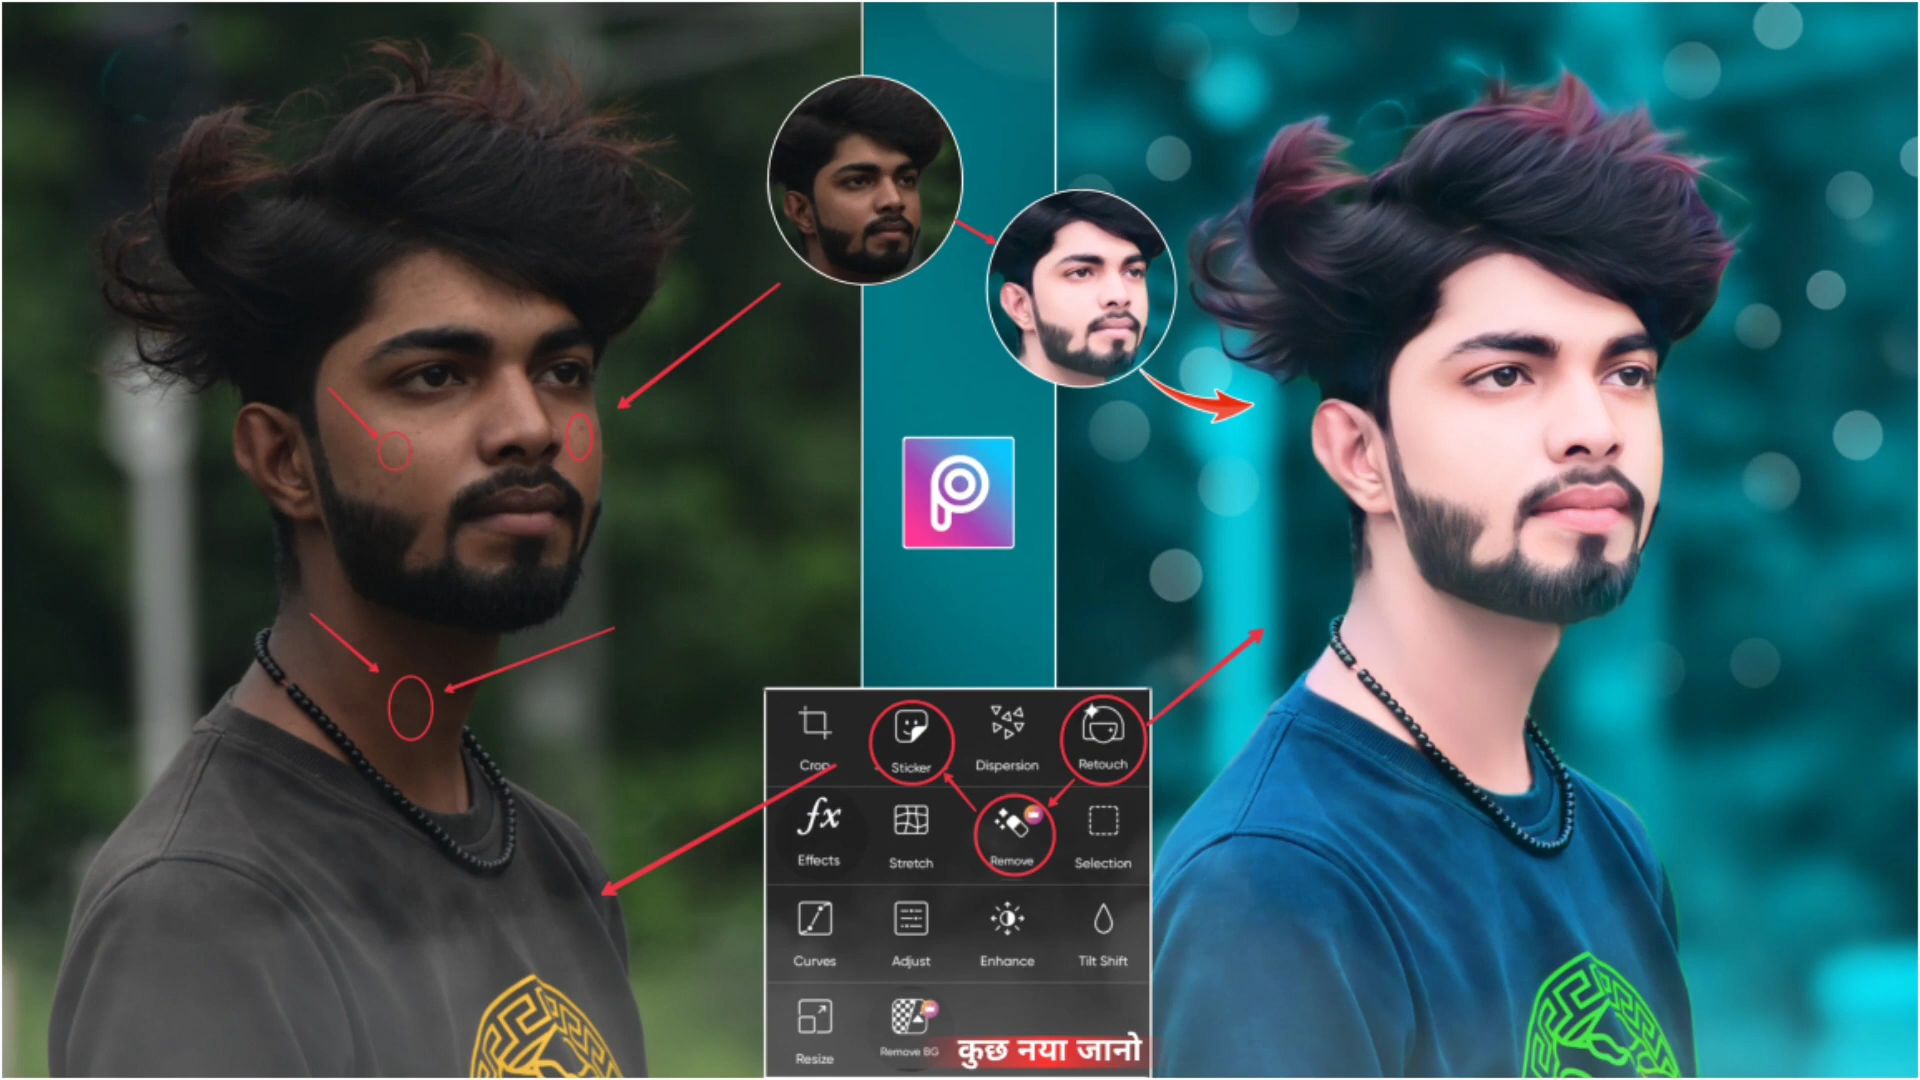 Crop
Sticker
Dispersion
Retouch
Effects
Stretch
Remove
Selection
Curves
Adjust
Enhance
Tilt Shift
Resize
Remove BG
कुछ नया जानो